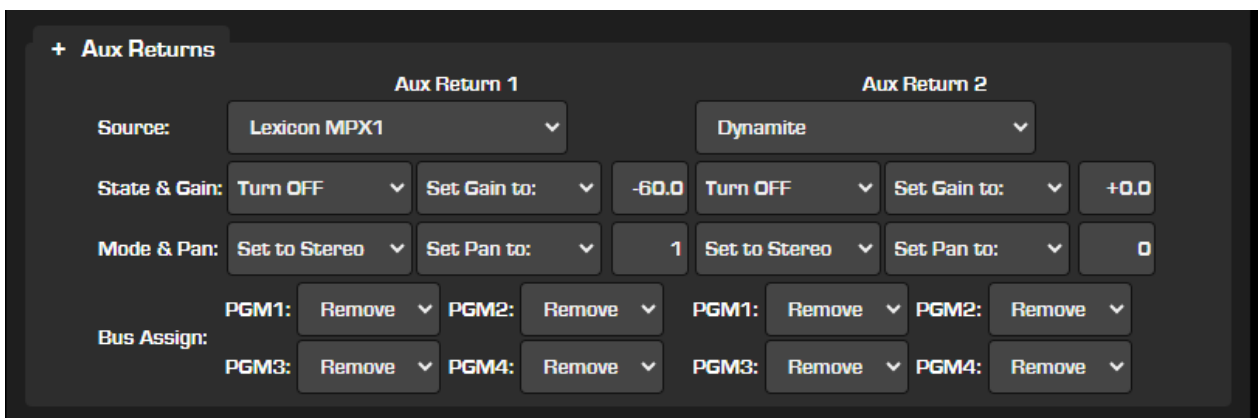 + Aux Returns
Aux Return 1 Aux Return 2
Source: Lexicon MPX1 Dynamite
State & Gain: Turn OFF Set Gain to: -60.0 Turn OFF Set Gain to: +0.0
Mode & Pan: Set to Stereo Set Pan to: 1 Set to Stereo Set Pan to: 0
PGM1: Remove PGM2: Remove PGM1: Remove PGM2: Remove
Bus Assign:
PGM3: Remove PGM4: Remove PGM3: Remove PGM4: Remove